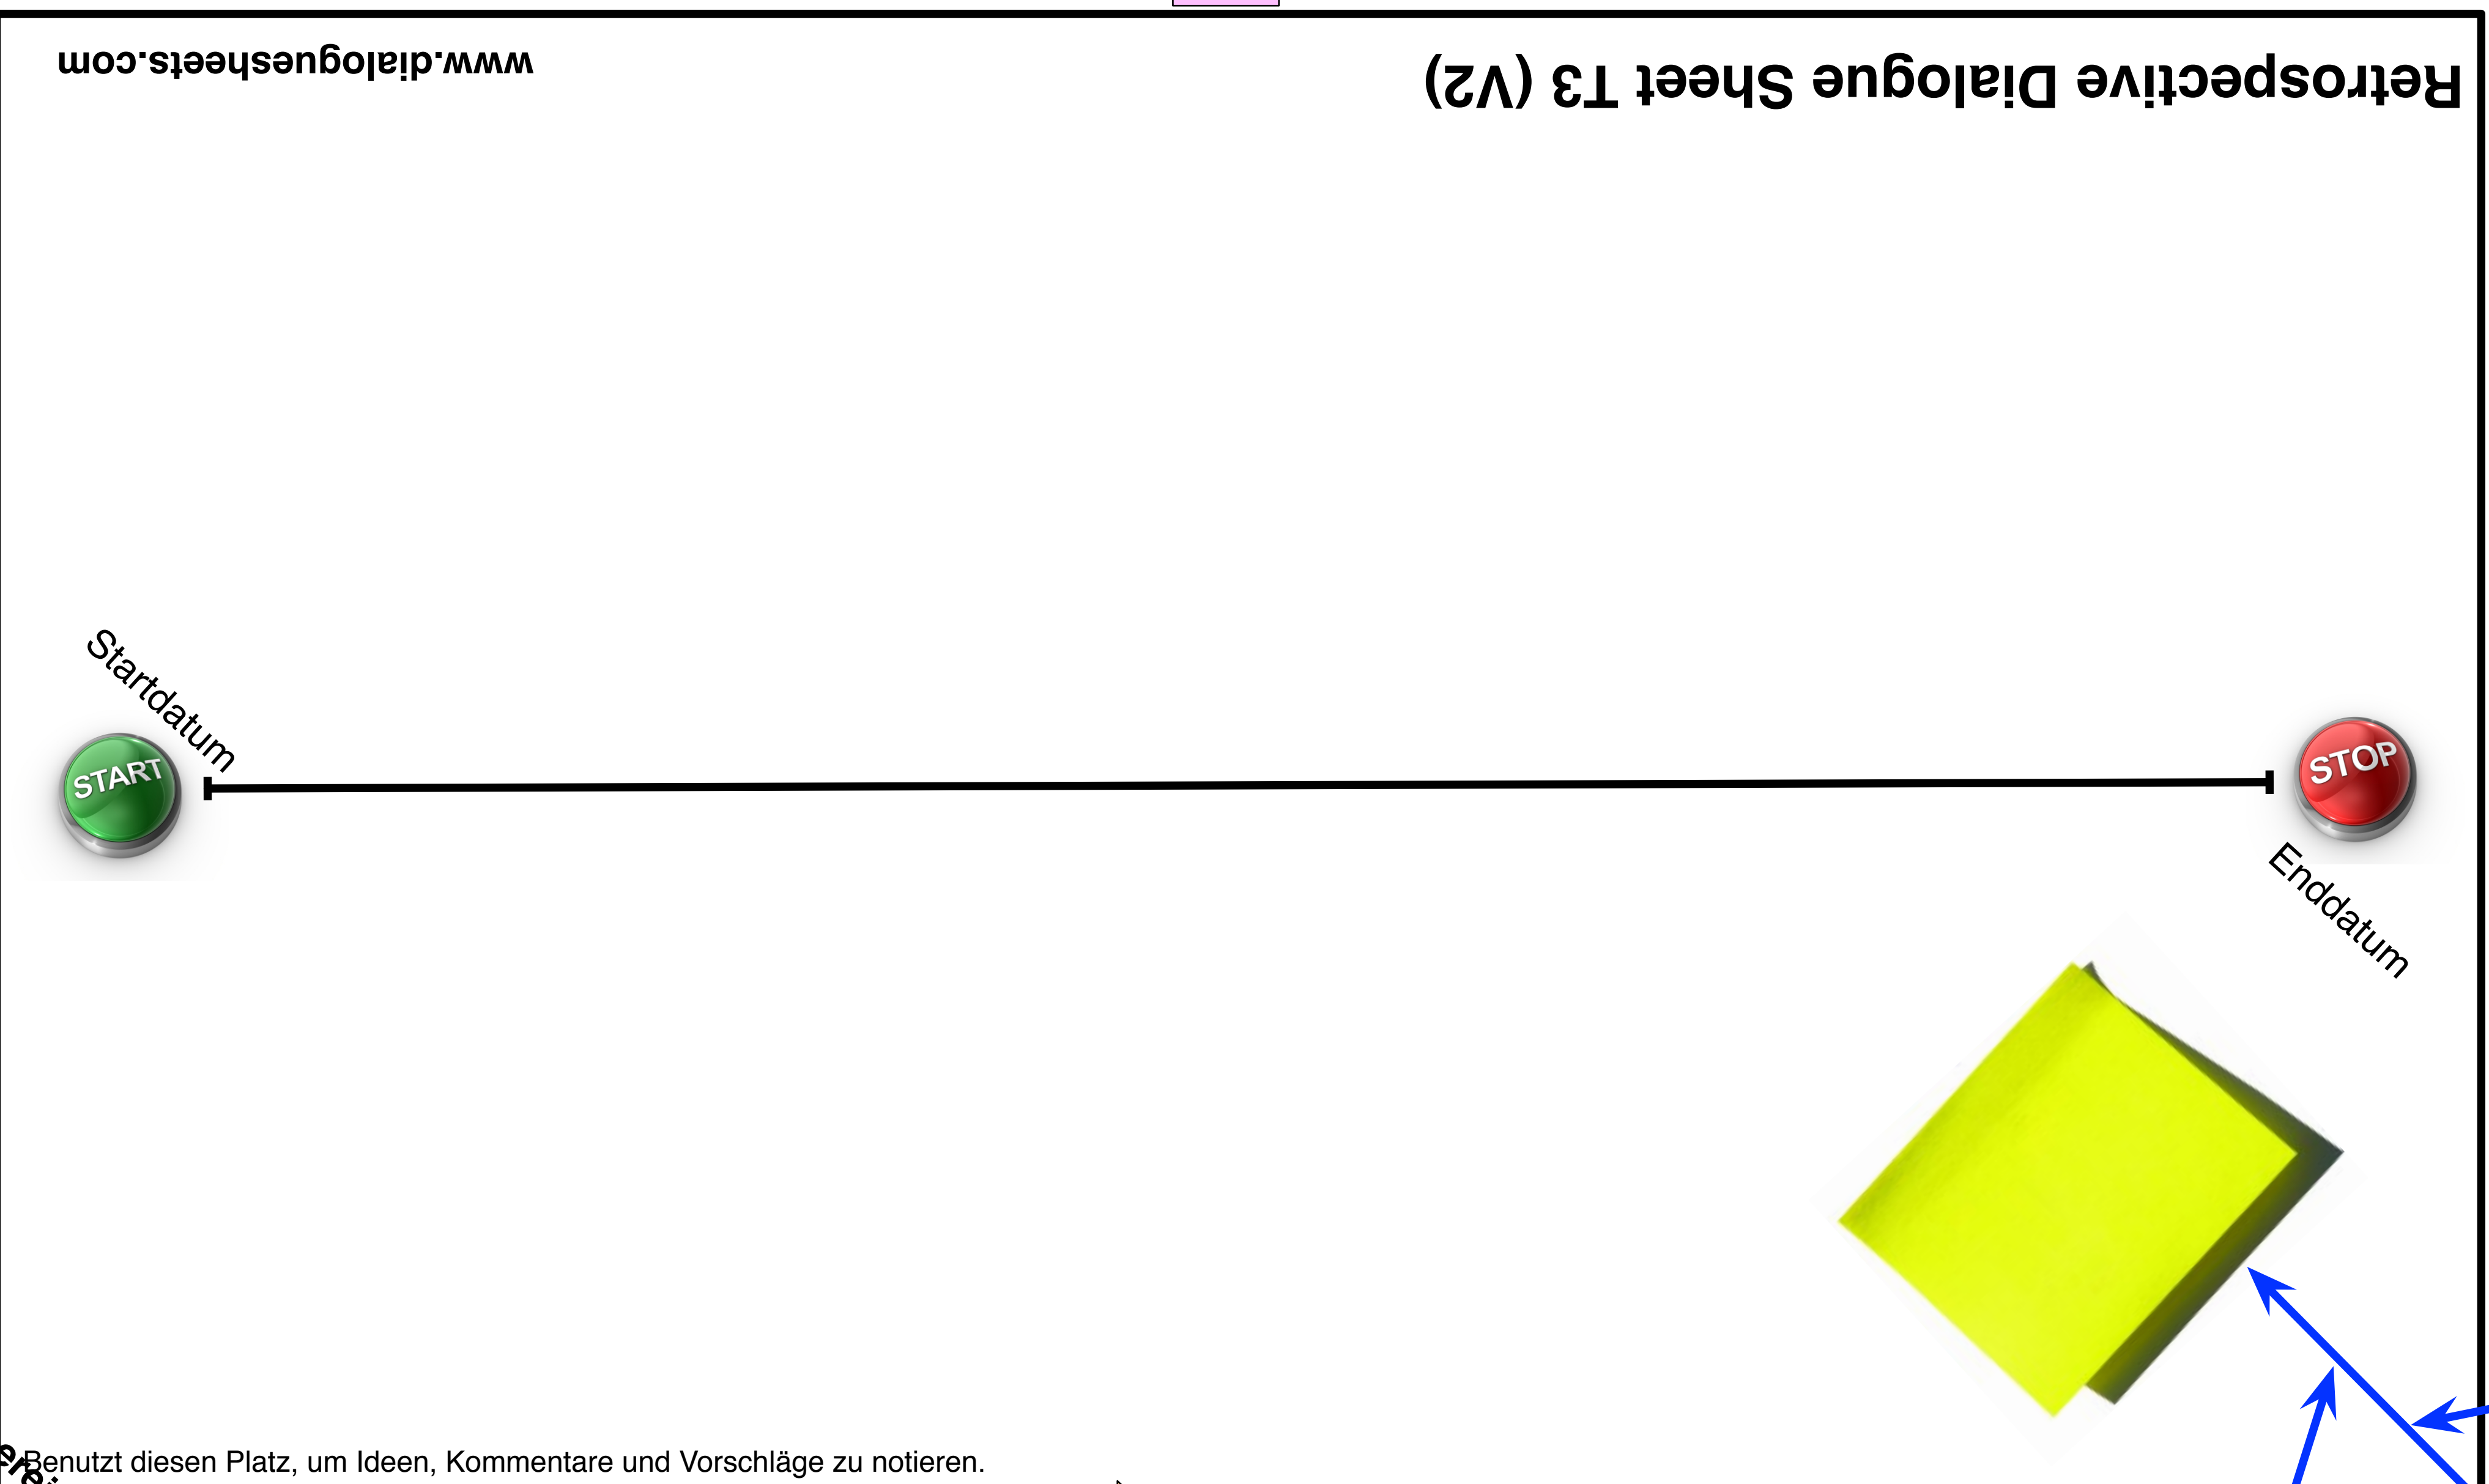 www.dialoguesheets.com
Retrospective Dialogue Sheet T3 (V2)
Startdatum
START
STOP
Enddatum
Benutzt diesen Platz, um Ideen, Kommentare und Vorschläge zu notieren.